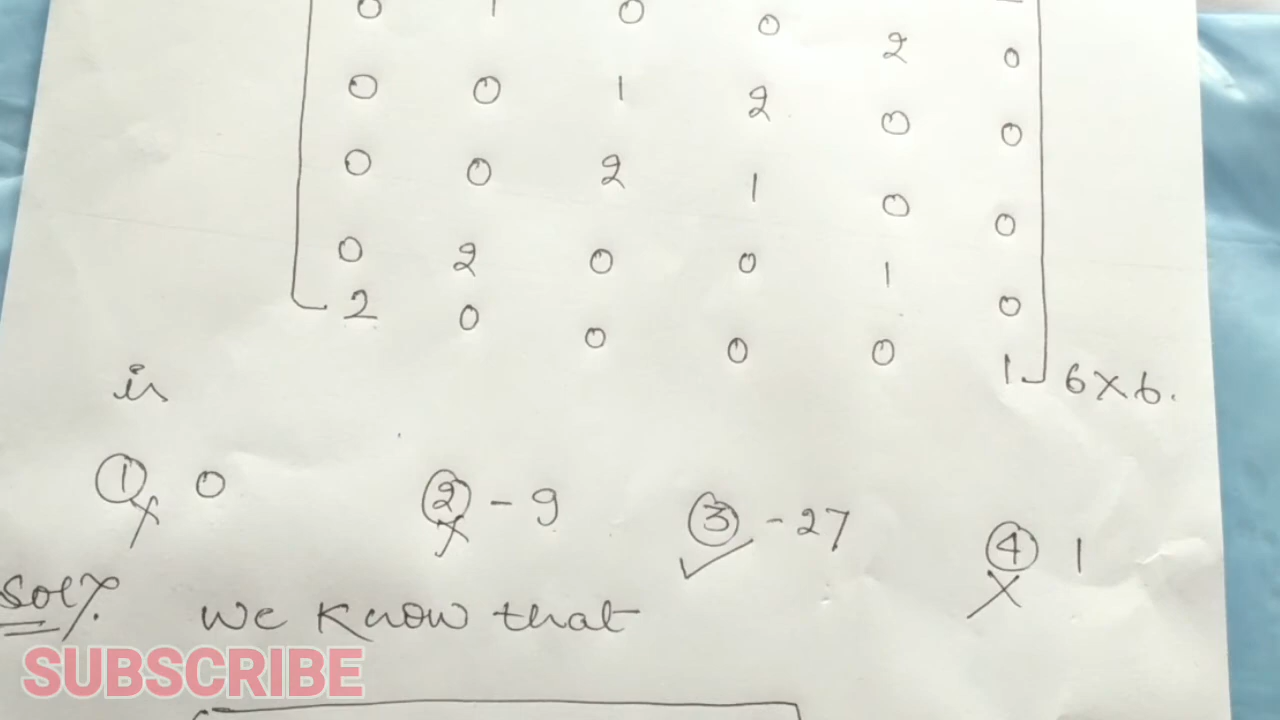 0 1 0 0 2 0
0 0 1 2 0 0
0 0 2 1 0 0
0 2 0 0 1 0
2 0 0 0 0 1 6×6.
is
① 0 ② -9 ③ -27 ④ 1
We know that
SUBSCRIBE